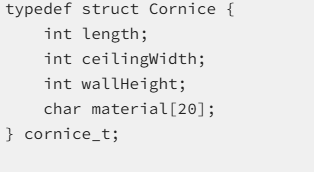 typedef struct Cornice {
    int length;
    int ceilingWidth;
    int wallHeight;
    char material[20];
} cornice_t;